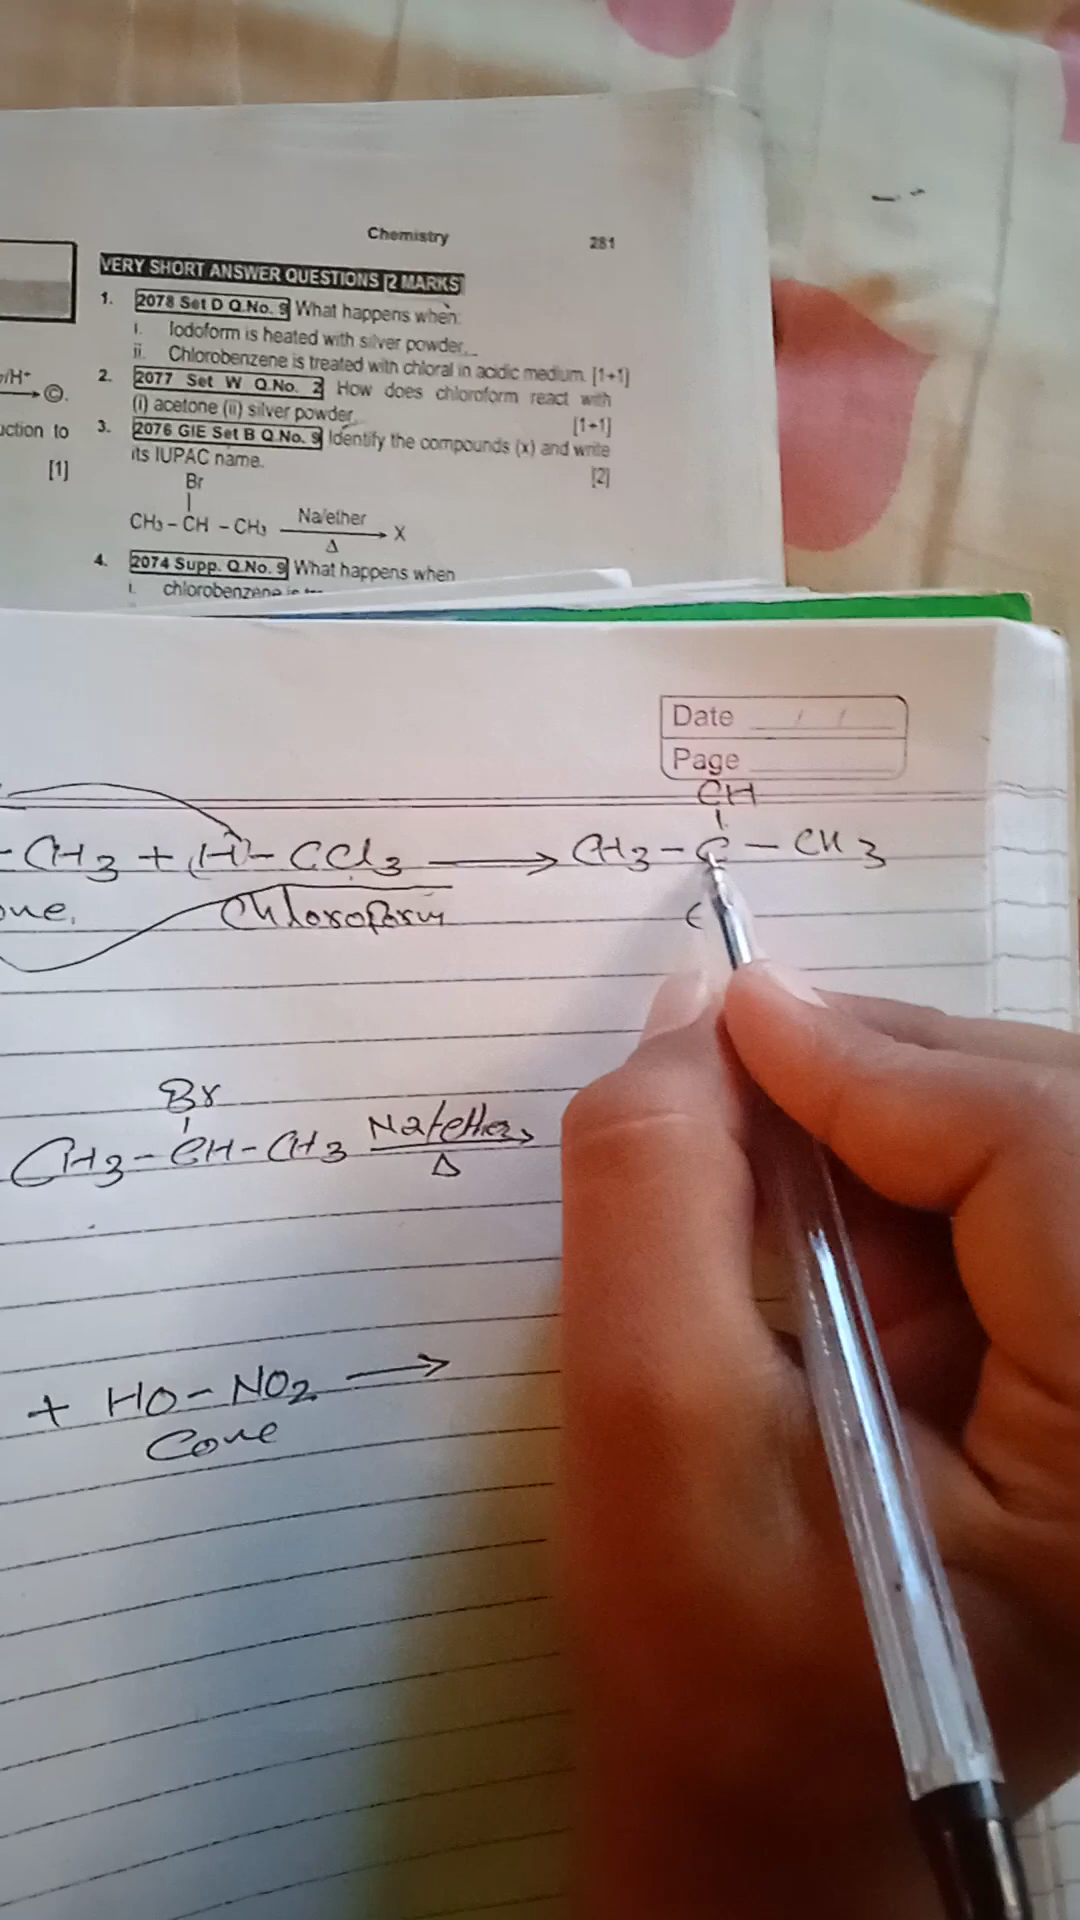 Chemistry 281
VERY SHORT ANSWER QUESTIONS [2 MARKS]
1. 2078 Set D Q.No. 9 What happens when:
i. Iodoform is heated with silver powder.
ii. Chlorobenzene is treated with chloral in acidic medium. [1+1]
2. 2077 Set W Q.No. 2 How does chloroform react with
(i) acetone (ii) silver powder. [1+1]
3. 2076 GIE Set B Q.No. 9 Identify the compounds (x) and write
its IUPAC name. [2]
Br
CH₃ – CH – CH₃ Na/ether → X
Δ
4. 2074 Supp. Q.No. 9 What happens when
i. chlorobenzene is
/H⁺
→ ©.
uction to
[1]
Date / /
Page
CH
- CH3 + H - CCl3 → CH3 - C - CH3
one. Chloroform (
Br
CH3 - CH - CH3 Na/ether →
Δ
+ HO - NO2 →
Conc